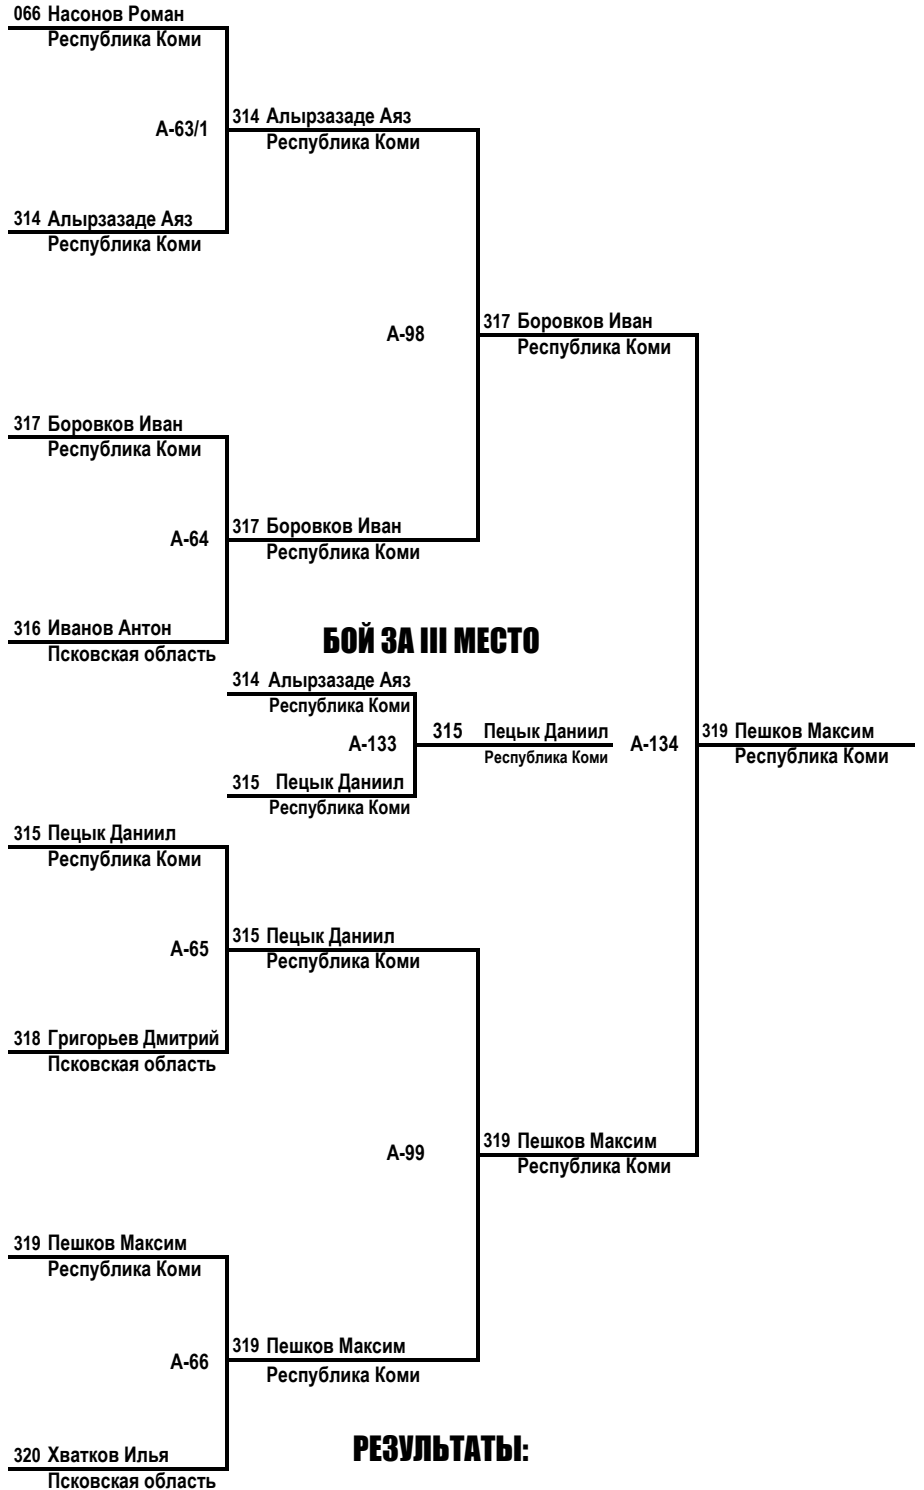 066 Насонов Роман
Республика Коми
314 Алырзазаде Аяз
А-63/1
Республика Коми
314 Алырзазаде Аяз
Республика Коми
317 Боровков Иван
А-98
Республика Коми
317 Боровков Иван
Республика Коми
317 Боровков Иван
А-64
Республика Коми
316 Иванов Антон
БОЙ ЗА III МЕСТО
Псковская область
314 Алырзазаде Аяз
Республика Коми
315 Пецык Даниил
А-133
А-134
319 Пешков Максим
Республика Коми
Республика Коми
315 Пецык Даниил
Республика Коми
315 Пецык Даниил
Республика Коми
315 Пецык Даниил
А-65
Республика Коми
318 Григорьев Дмитрий
Псковская область
319 Пешков Максим
А-99
Республика Коми
319 Пешков Максим
Республика Коми
319 Пешков Максим
А-66
Республика Коми
РЕЗУЛЬТАТЫ:
320 Хватков Илья
Псковская область